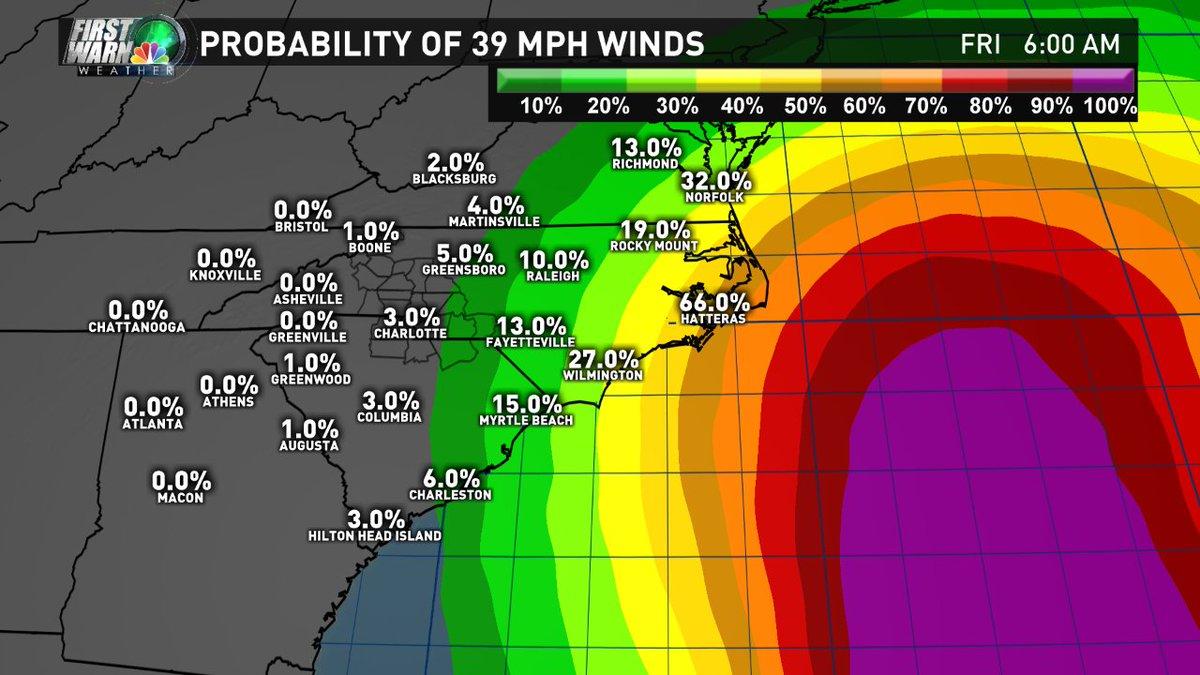 FIRST
WARN
WEATHER
PROBABILITY OF 39 MPH WINDS
FRI 6:00 AM
10% 20% 30% 40% 50% 60% 70% 80% 90% 100%
13.0%
RICHMOND
2.0%
BLACKSBURG
32.0%
NORFOLK
0.0%
BRISTOL
4.0%
MARTINSVILLE
1.0%
BOONE
19.0%
ROCKY MOUNT
0.0%
KNOXVILLE
5.0%
GREENSBORO
10.0%
RALEIGH
0.0%
ASHEVILLE
0.0%
CHATTANOOGA
0.0%
GREENVILLE
3.0%
CHARLOTTE
13.0%
FAYETTEVILLE
66.0%
HATTERAS
1.0%
GREENWOOD
27.0%
WILMINGTON
0.0%
ATHENS
0.0%
ATLANTA
3.0%
COLUMBIA
15.0%
MYRTLE BEACH
1.0%
AUGUSTA
0.0%
MACON
6.0%
CHARLESTON
3.0%
HILTON HEAD ISLAND